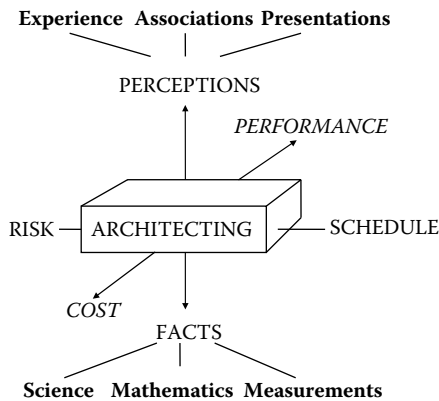 Experience Associations Presentations
PERCEPTIONS
PERFORMANCE
RISK ARCHITECTING SCHEDULE
COST
FACTS
Science Mathematics Measurements